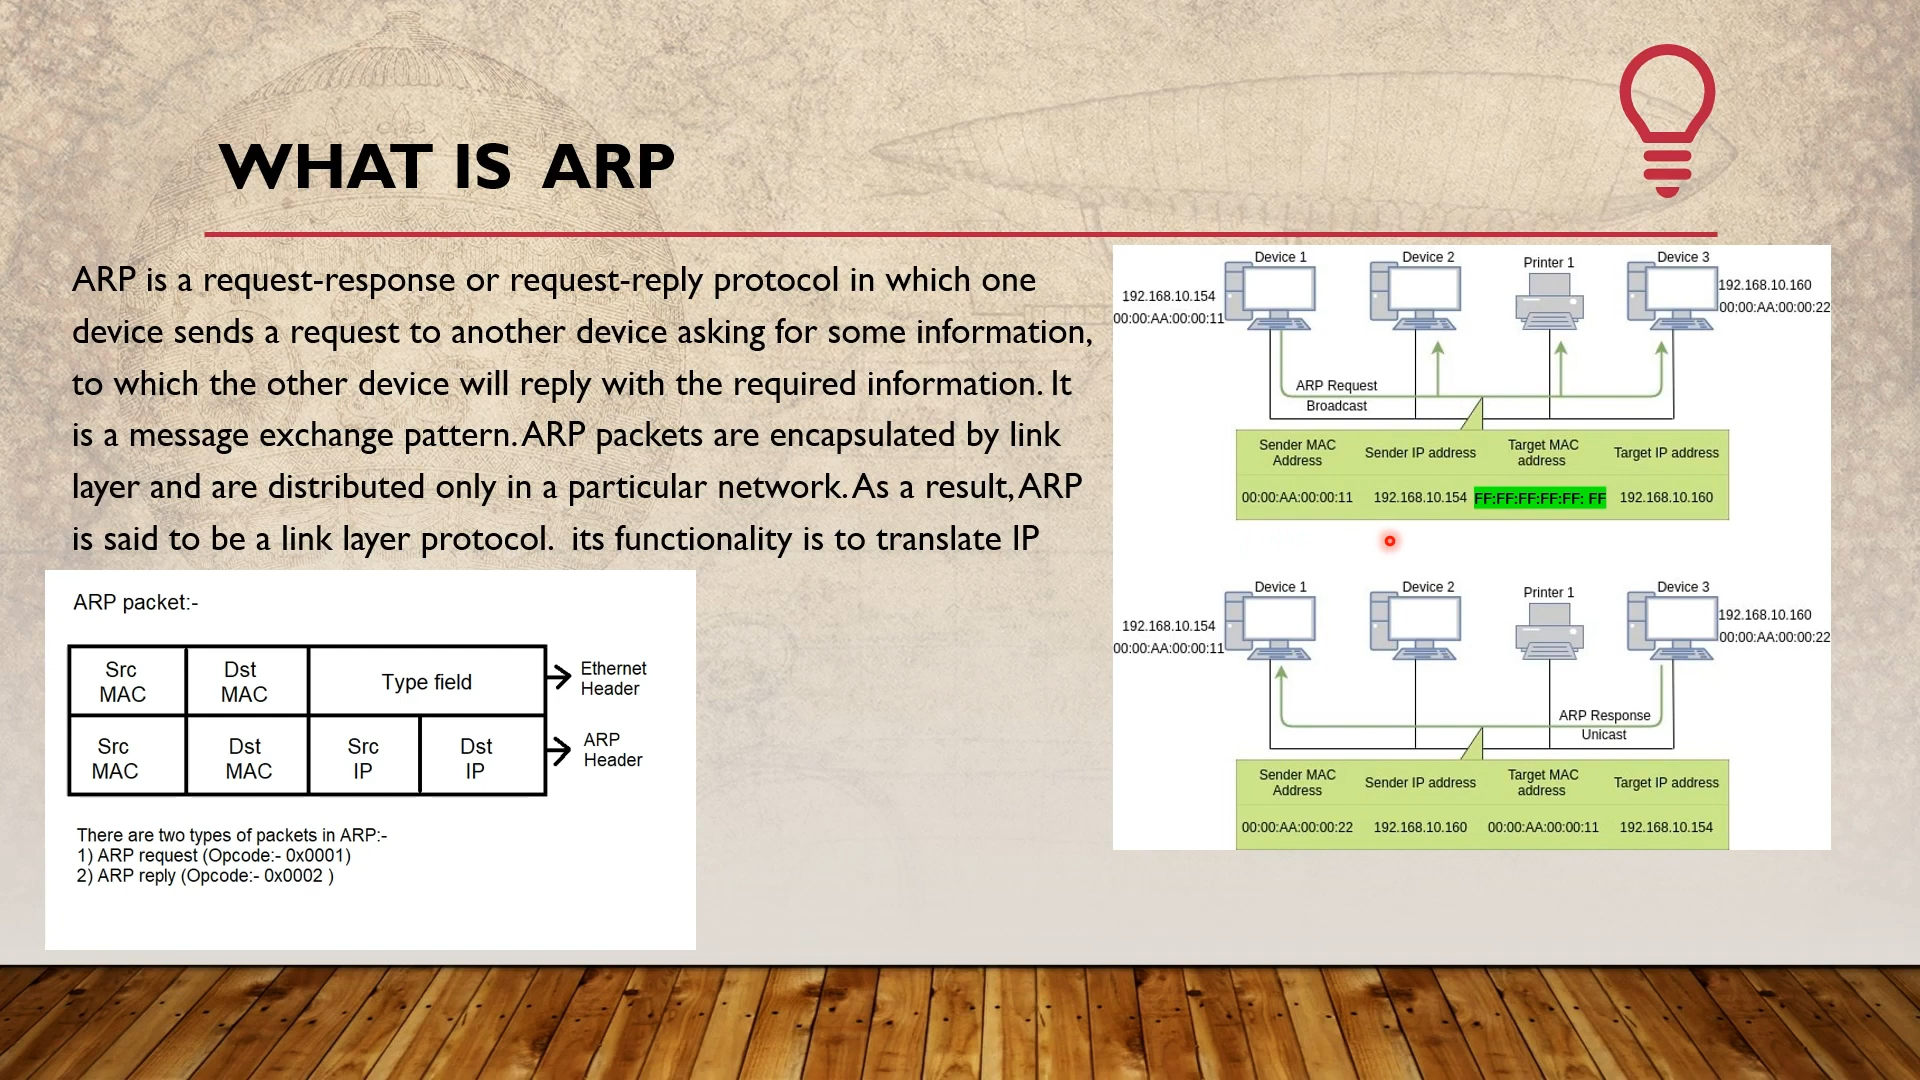 WHAT IS ARP
ARP is a request-response or request-reply protocol in which one
device sends a request to another device asking for some information,
to which the other device will reply with the required information. It
is a message exchange pattern. ARP packets are encapsulated by link
layer and are distributed only in a particular network. As a result, ARP
is said to be a link layer protocol. its functionality is to translate IP
ARP packet:-
Src MAC
Dst MAC
Type field
Ethernet Header
Src MAC
Dst MAC
Src IP
Dst IP
ARP Header
There are two types of packets in ARP:-
1) ARP request (Opcode:- 0x0001)
2) ARP reply (Opcode:- 0x0002 )
Device 1
Device 2
Printer 1
Device 3
192.168.10.154
00:00:AA:00:00:11
192.168.10.160
00:00:AA:00:00:22
ARP Request
Broadcast
Sender MAC Address
Sender IP address
Target MAC address
Target IP address
00:00:AA:00:00:11
192.168.10.154
FF:FF:FF:FF:FF: FF
192.168.10.160
Device 1
Device 2
Printer 1
Device 3
192.168.10.154
00:00:AA:00:00:11
192.168.10.160
00:00:AA:00:00:22
ARP Response
Unicast
Sender MAC Address
Sender IP address
Target MAC address
Target IP address
00:00:AA:00:00:22
192.168.10.160
00:00:AA:00:00:11
192.168.10.154